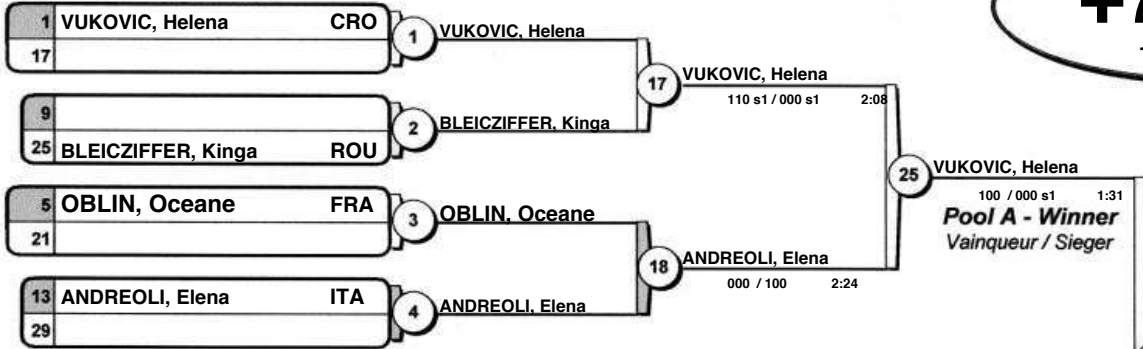 1 VUKOVIC, Helena CRO
17
1
VUKOVIC, Helena
9
25 BLEICZIFFER, Kinga ROU
2
BLEICZIFFER, Kinga
17
VUKOVIC, Helena
110 s1 / 000 s1 2:08
5 OBLIN, Oceane FRA
21
3
OBLIN, Oceane
13 ANDREOLI, Elena ITA
29
4
ANDREOLI, Elena
18
ANDREOLI, Elena
000 / 100 2:24
25
VUKOVIC, Helena
100 / 000 s1 1:31
Pool A - Winner
Vainqueur / Sieger